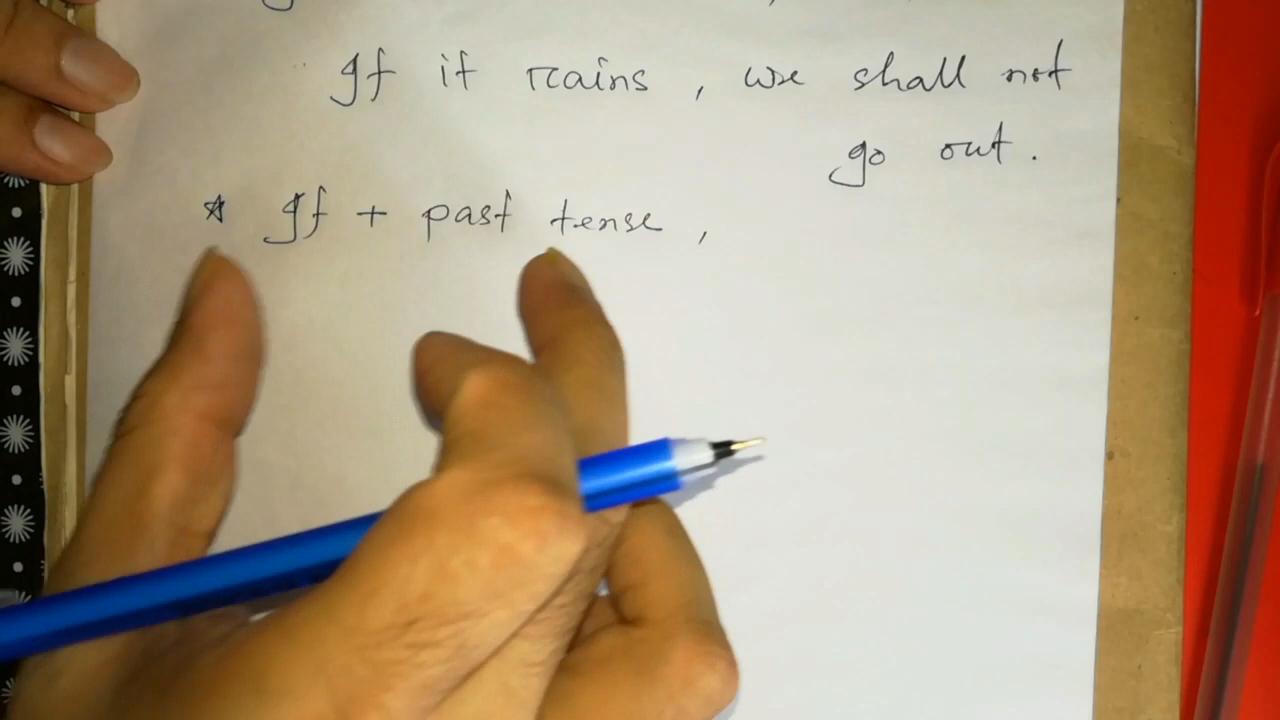 If it rains, we shall not
go out.
* If + past tense,